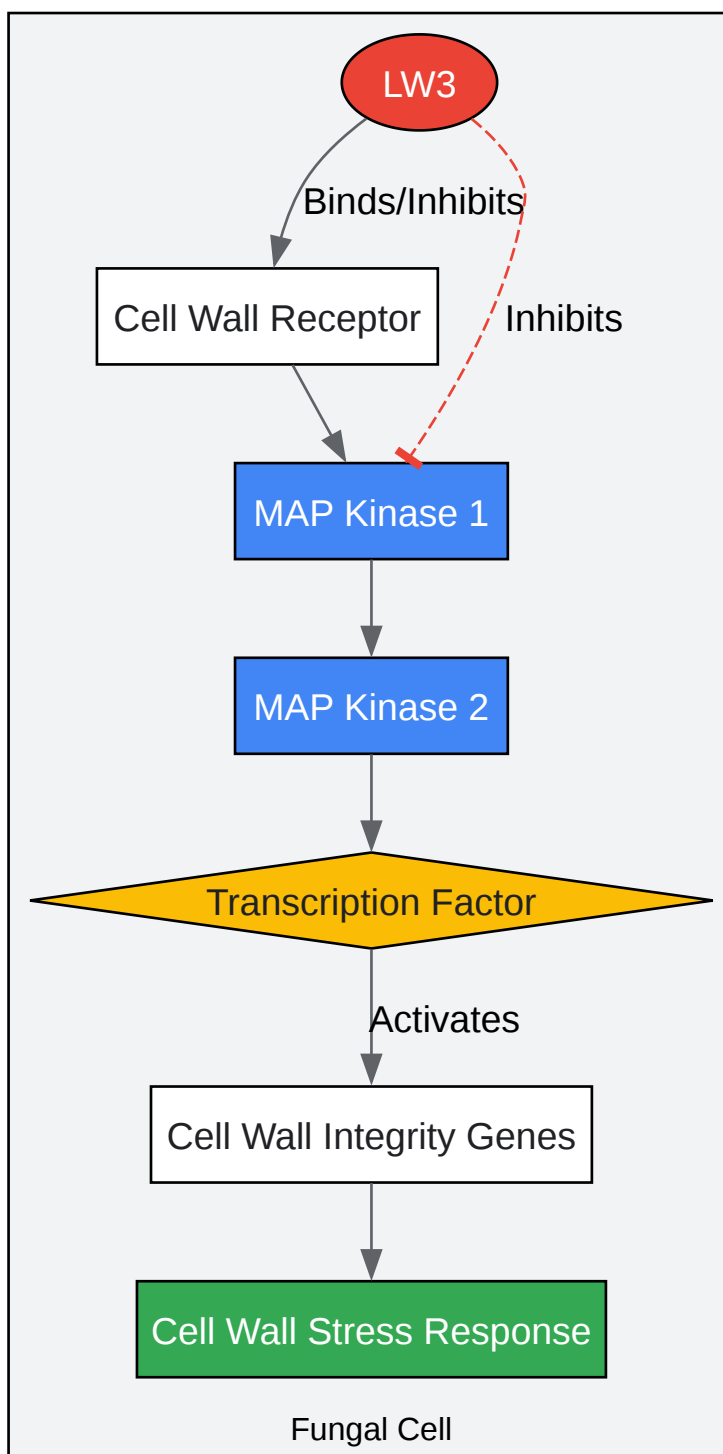 LW3
Binds/Inhibits
Cell Wall Receptor
Inhibits
MAP Kinase 1
MAP Kinase 2
Transcription Factor
Activates
Cell Wall Integrity Genes
Cell Wall Stress Response
Fungal Cell